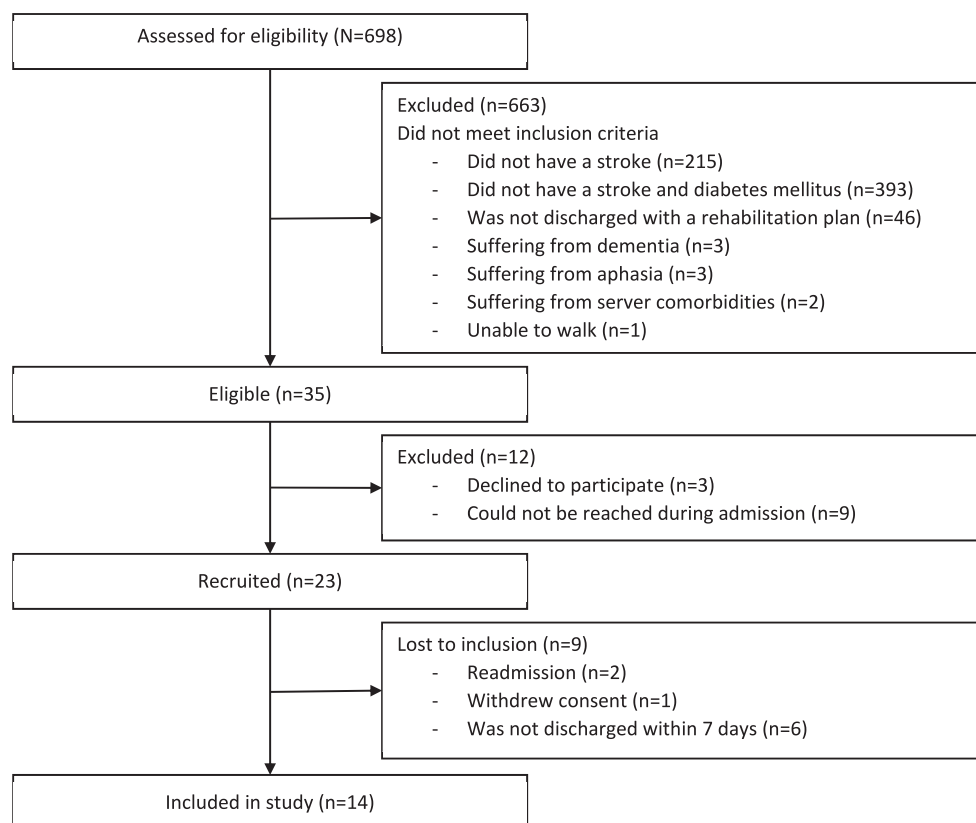 Assessed for eligibility (N=698)
Excluded (n=663)
Did not meet inclusion criteria
- Did not have a stroke (n=215)
- Did not have a stroke and diabetes mellitus (n=393)
- Was not discharged with a rehabilitation plan (n=46)
- Suffering from dementia (n=3)
- Suffering from aphasia (n=3)
- Suffering from server comorbidities (n=2)
- Unable to walk (n=1)
Eligible (n=35)
Excluded (n=12)
- Declined to participate (n=3)
- Could not be reached during admission (n=9)
Recruited (n=23)
Lost to inclusion (n=9)
- Readmission (n=2)
- Withdrew consent (n=1)
- Was not discharged within 7 days (n=6)
Included in study (n=14)